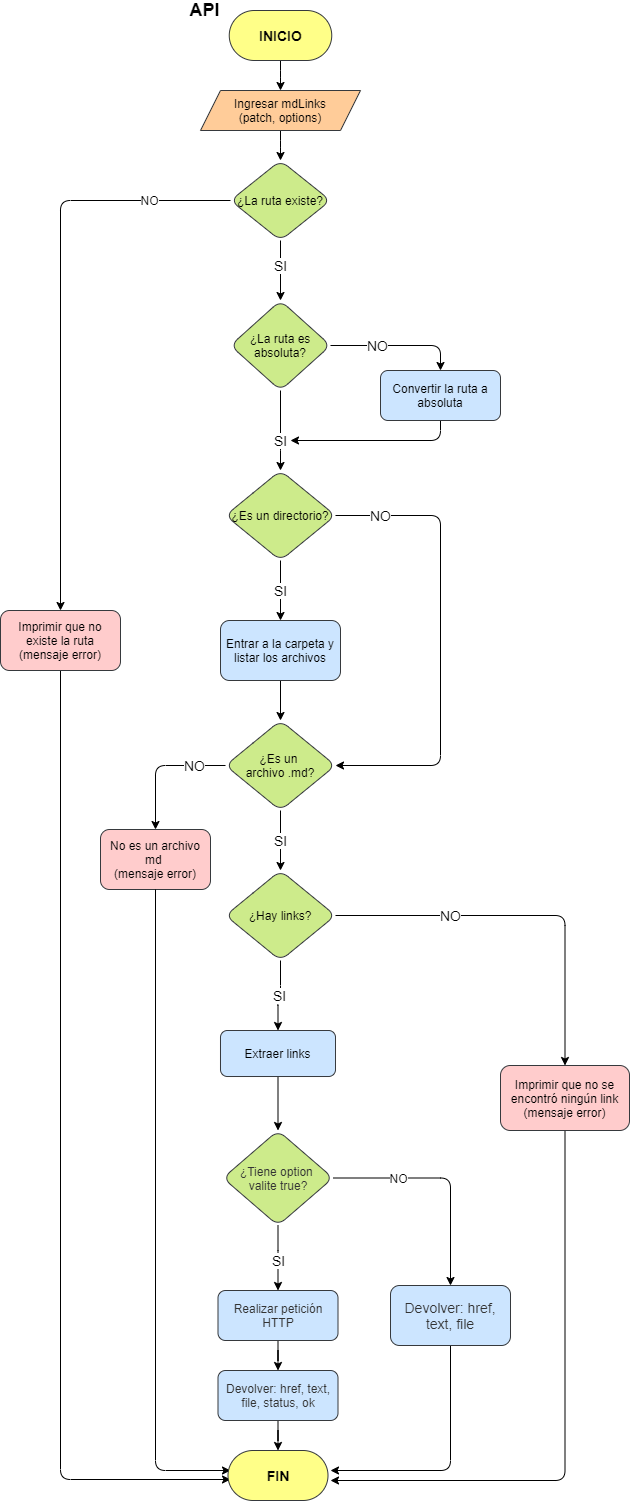 API
INICIO
Ingresar mdLinks
(patch, options)
¿La ruta existe?
NO
SI
¿La ruta es
absoluta?
NO
Convertir la ruta a
absoluta
SI
¿Es un directorio?
NO
SI
Imprimir que no
existe la ruta
(mensaje error)
Entrar a la carpeta y
listar los archivos
¿Es un
archivo .md?
NO
No es un archivo
md
(mensaje error)
SI
¿Hay links?
NO
SI
Extraer links
Imprimir que no se
encontró ningún link
(mensaje error)
¿Tiene option
valite true?
NO
SI
Realizar petición
HTTP
Devolver: href,
text, file
Devolver: href, text,
file, status, ok
FIN